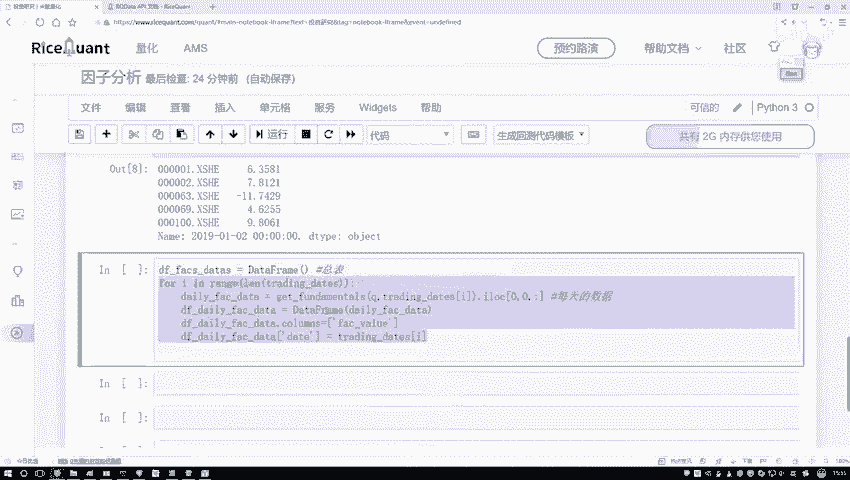 RQData API 文档 - RiceQuant
RiceQuant
量化
AMS
预约路演
帮助文档
社区
因子分析 最后检查: 24 分钟前 (自动保存)
文件 编辑 查看 插入 单元格 服务 Widgets 帮助
可信的
Python 3
运行
代码
生成回测代码模板
共有 2G 内存供您使用
Out[8]:
000001.XSHE 6.3581
000002.XSHE 7.8121
000063.XSHE -11.7429
000069.XSHE 4.6255
000100.XSHE 9.8061
Name: 2019-01-02 00:00:00, dtype: object
In [ ]:
df_facs_datas = DataFrame() #总表
for i in range(len(trading_dates)):
daily_fac_data = get_fundamentals(q,trading_dates[i]).iloc[0,0,:] #每天的数据
df_daily_fac_data = DataFrame(daily_fac_data)
df_daily_fac_data.columns=['fac_value']
df_daily_fac_data['date'] = trading_dates[i]
In [ ]:
In [ ]: